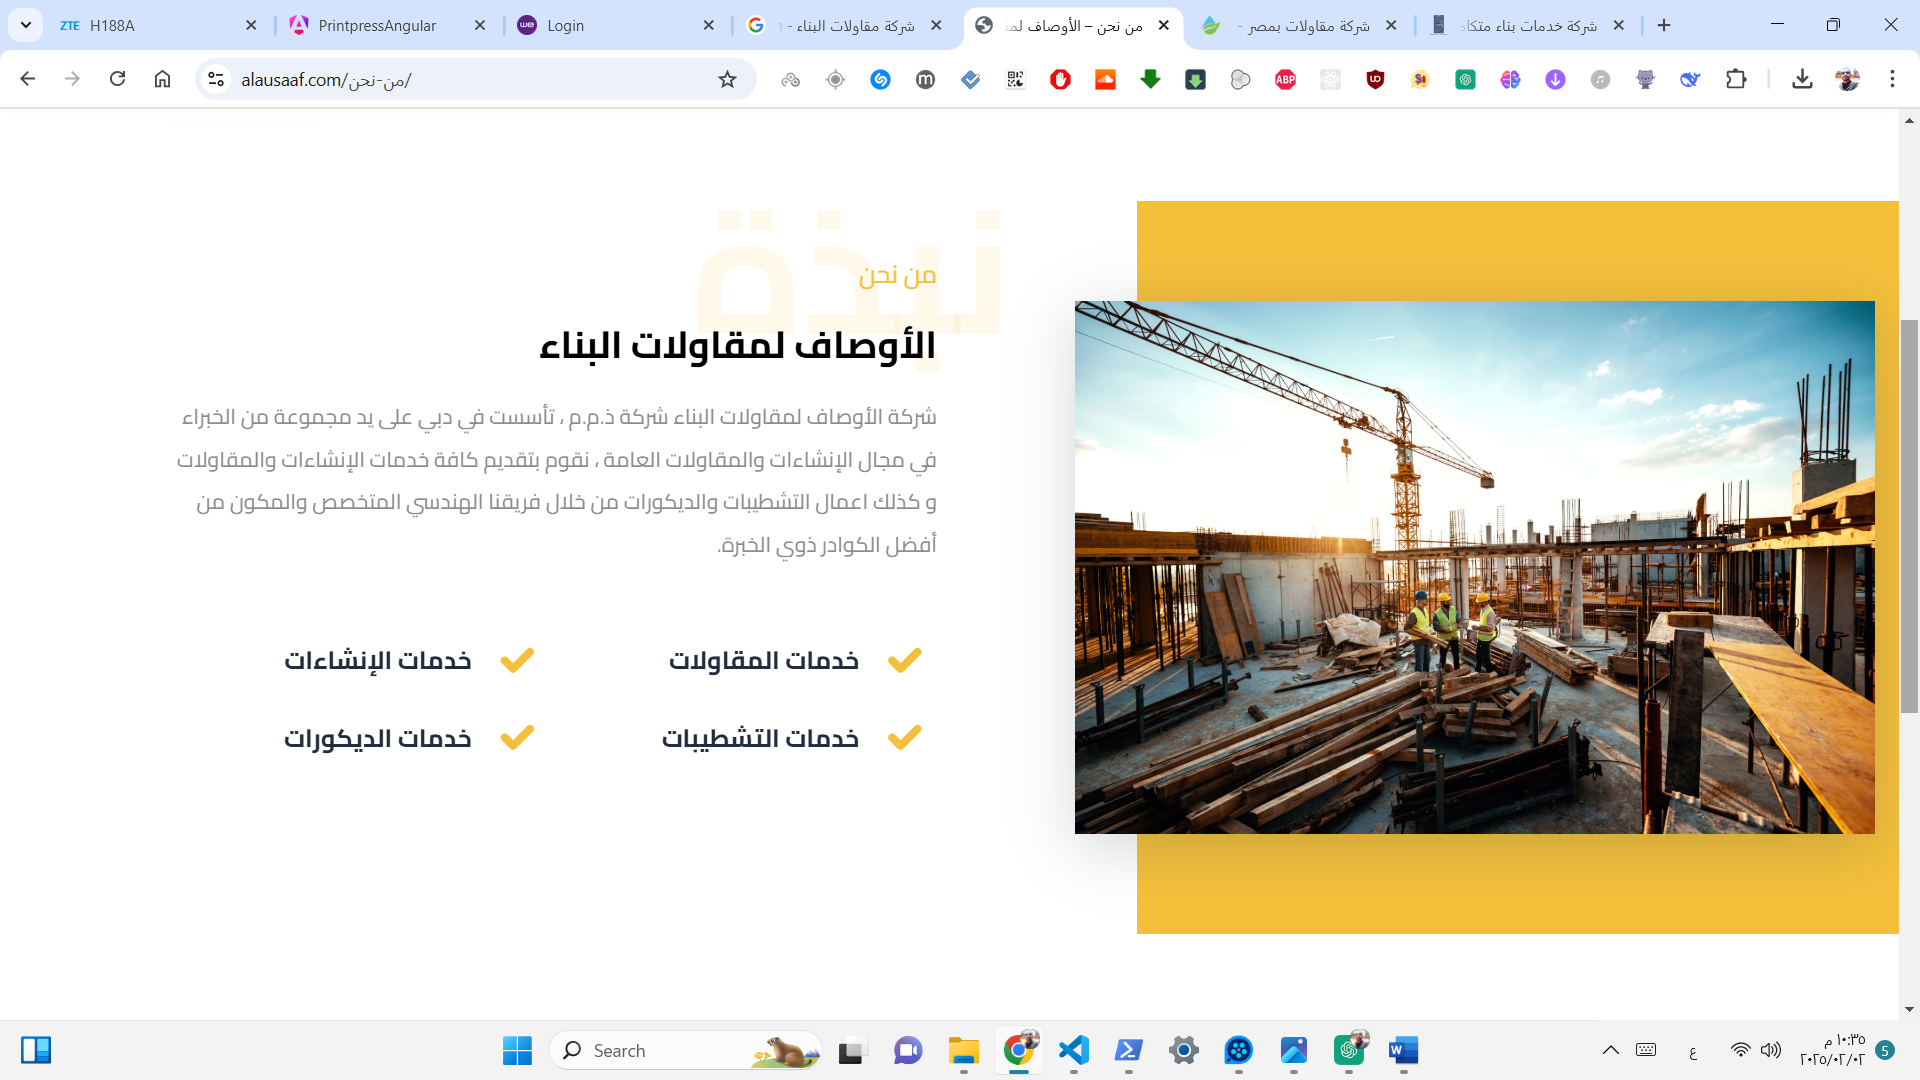 H188A
PrintpressAngular
Login
شركة مقاولات البناء -
من نحن – الأوصاف لمق
شركة مقاولات بمصر -
شركة خدمات بناء متكام
alausaaf.com/من-نحن/
نبذة
من نحن
الأوصاف لمقاولات البناء
شركة الأوصاف لمقاولات البناء شركة ذ.م.م ، تأسست في دبي على يد مجموعة من الخبراء
في مجال الإنشاءات والمقاولات العامة ، نقوم بتقديم كافة خدمات الإنشاءات والمقاولات
و كذلك اعمال التشطيبات والديكورات من خلال فريقنا الهندسي المتخصص والمكون من
أفضل الكوادر ذوي الخبرة.
خدمات المقاولات
خدمات الإنشاءات
خدمات التشطيبات
خدمات الديكورات
Search
ع
١٠:٣٥ م
٢٠٢٥/٠٢/٠٢
5